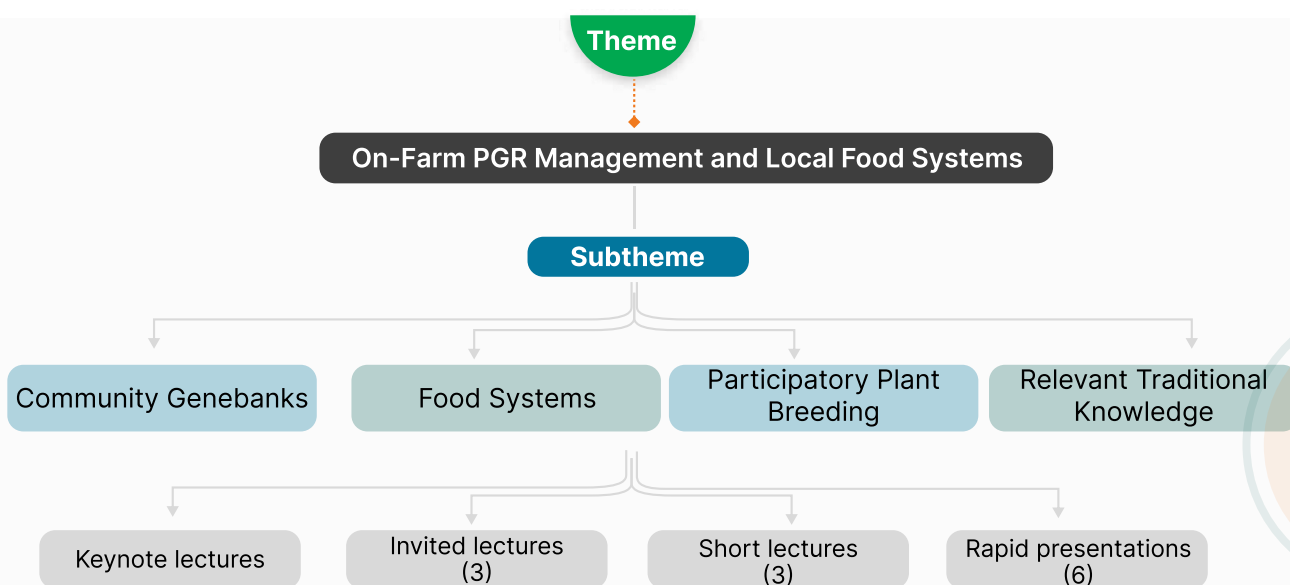 Theme
On-Farm PGR Management and Local Food Systems
Subtheme
Community Genebanks
Food Systems
Participatory Plant
Breeding
Relevant Traditional
Knowledge
Keynote lectures
Invited lectures
(3)
Short lectures
(3)
Rapid presentations
(6)